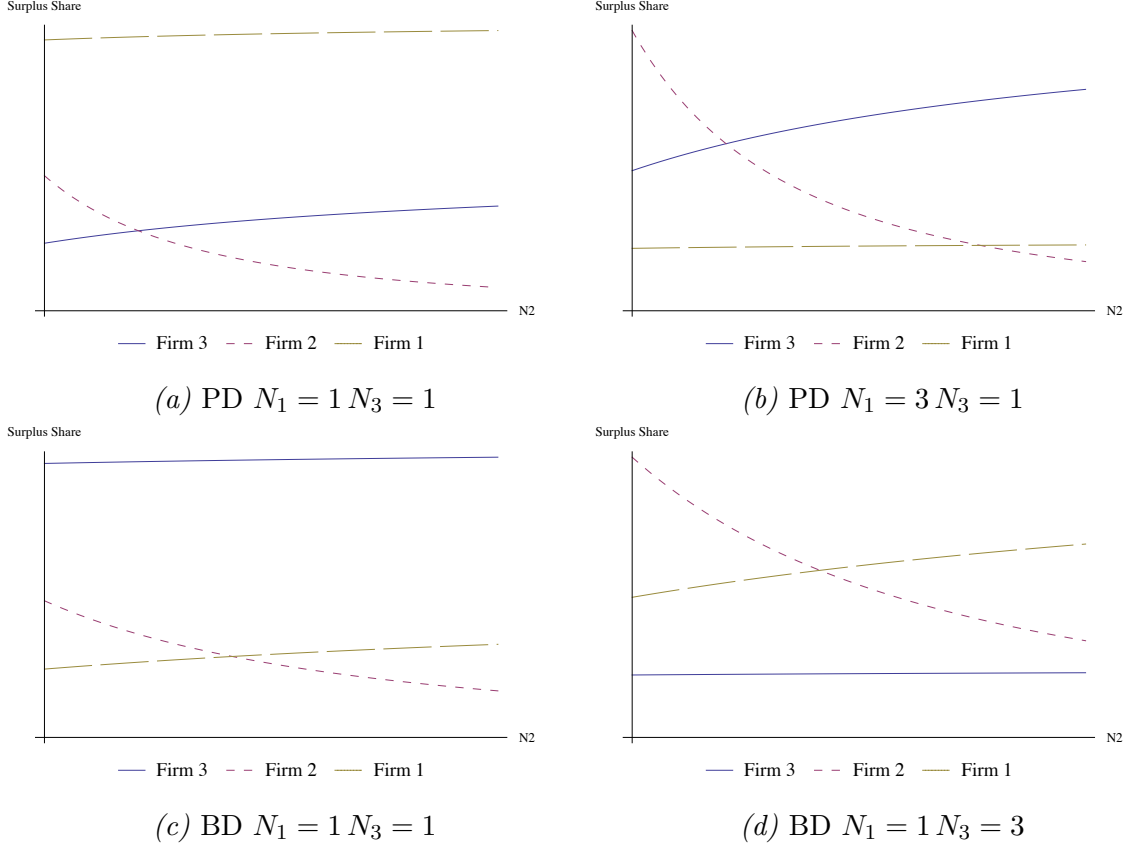 Surplus Share
N2
Firm 3 Firm 2 Firm 1
(a) PD N₁ = 1 N₃ = 1
Surplus Share
N2
Firm 3 Firm 2 Firm 1
(b) PD N₁ = 3 N₃ = 1
Surplus Share
N2
Firm 3 Firm 2 Firm 1
(c) BD N₁ = 1 N₃ = 1
Surplus Share
N2
Firm 3 Firm 2 Firm 1
(d) BD N₁ = 1 N₃ = 3